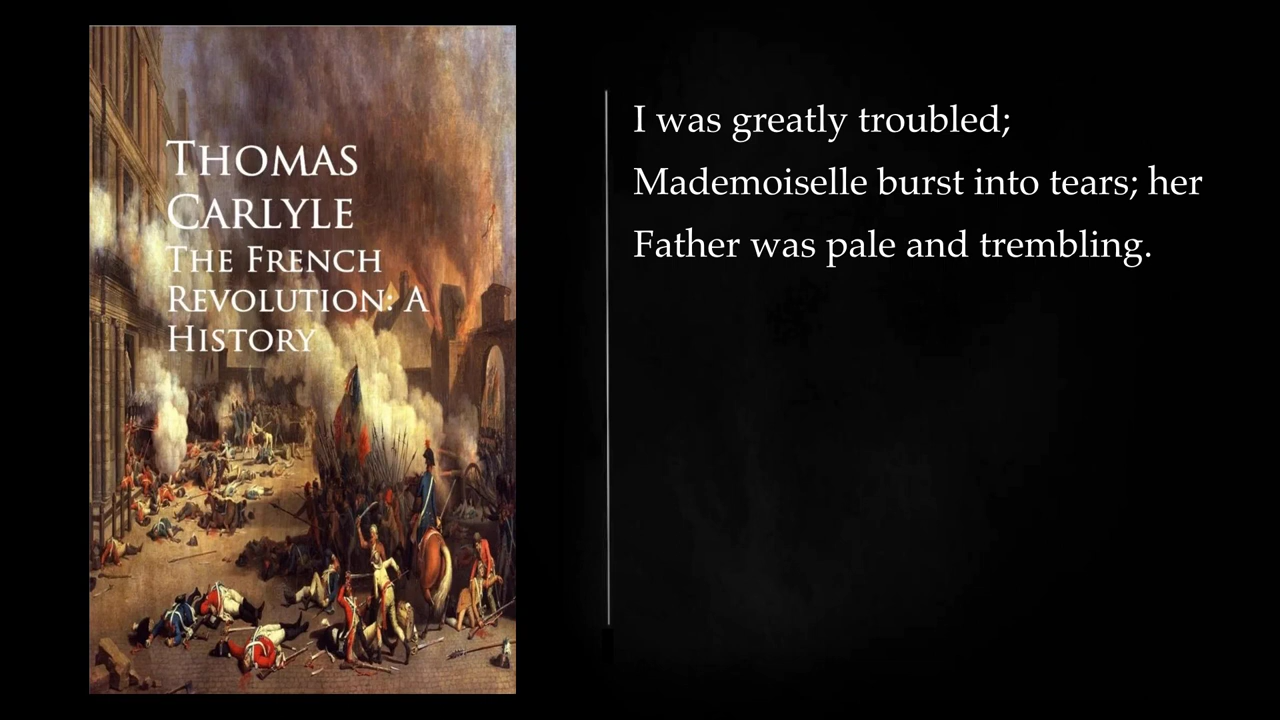 THOMAS
CARLYLE
THE FRENCH
REVOLUTION: A
HISTORY
I was greatly troubled;
Mademoiselle burst into tears; her
Father was pale and trembling.